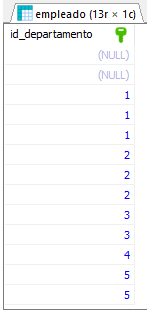 empleado (13r × 1c)
id_departamento
(NULL)
(NULL)
1
1
1
2
2
2
3
3
4
5
5